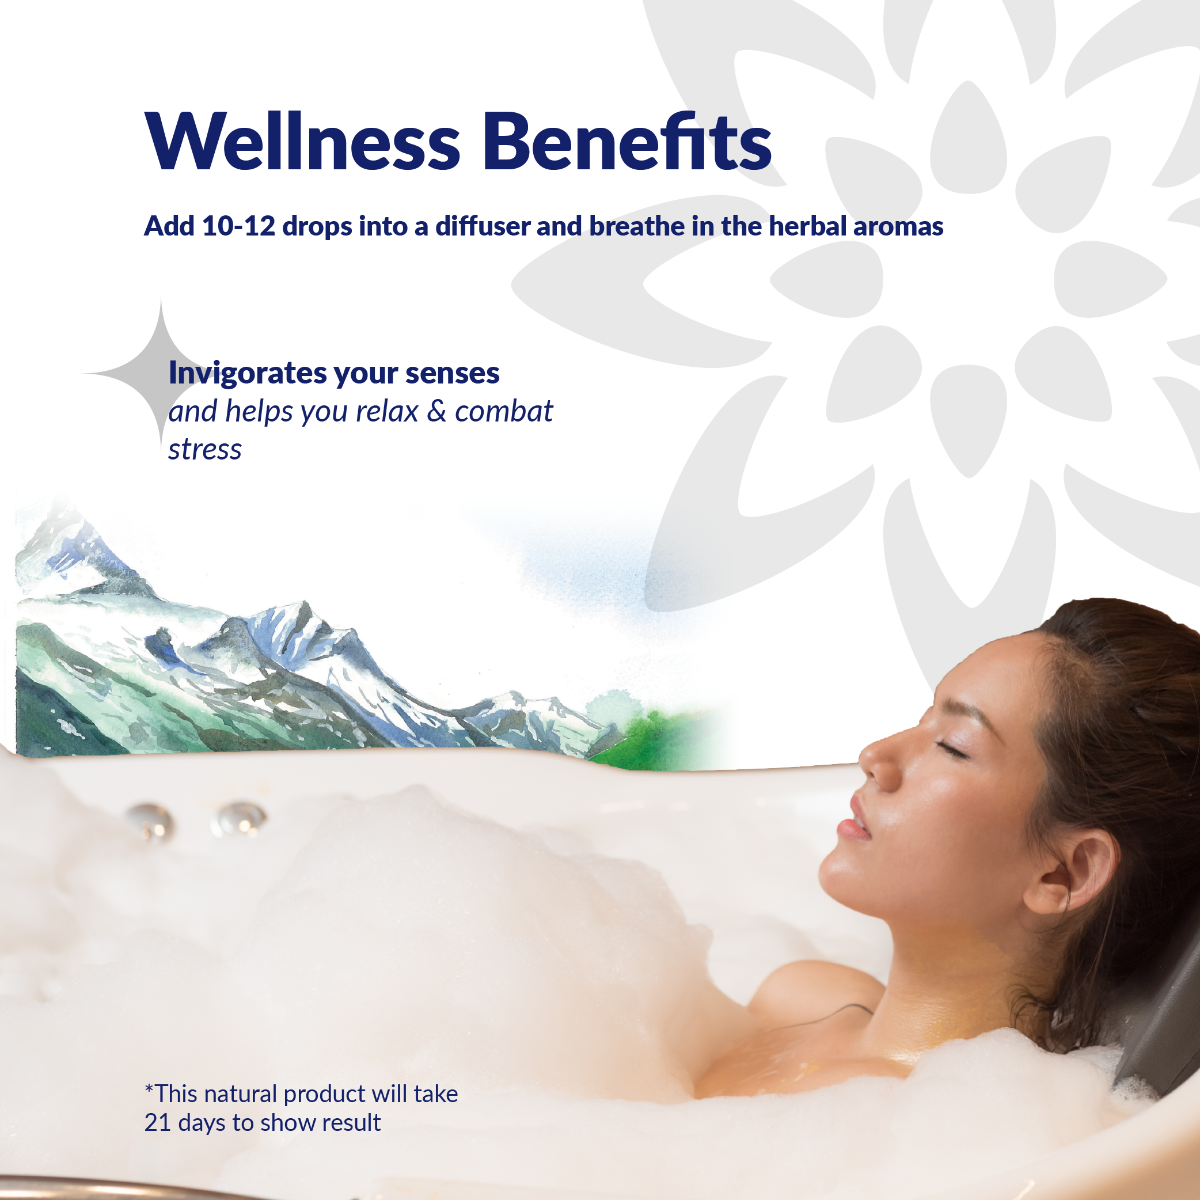 Wellness Benefits
Add 10-12 drops into a diffuser and breathe in the herbal aromas
Invigorates your senses
and helps you relax & combat
stress
*This natural product will take
21 days to show result